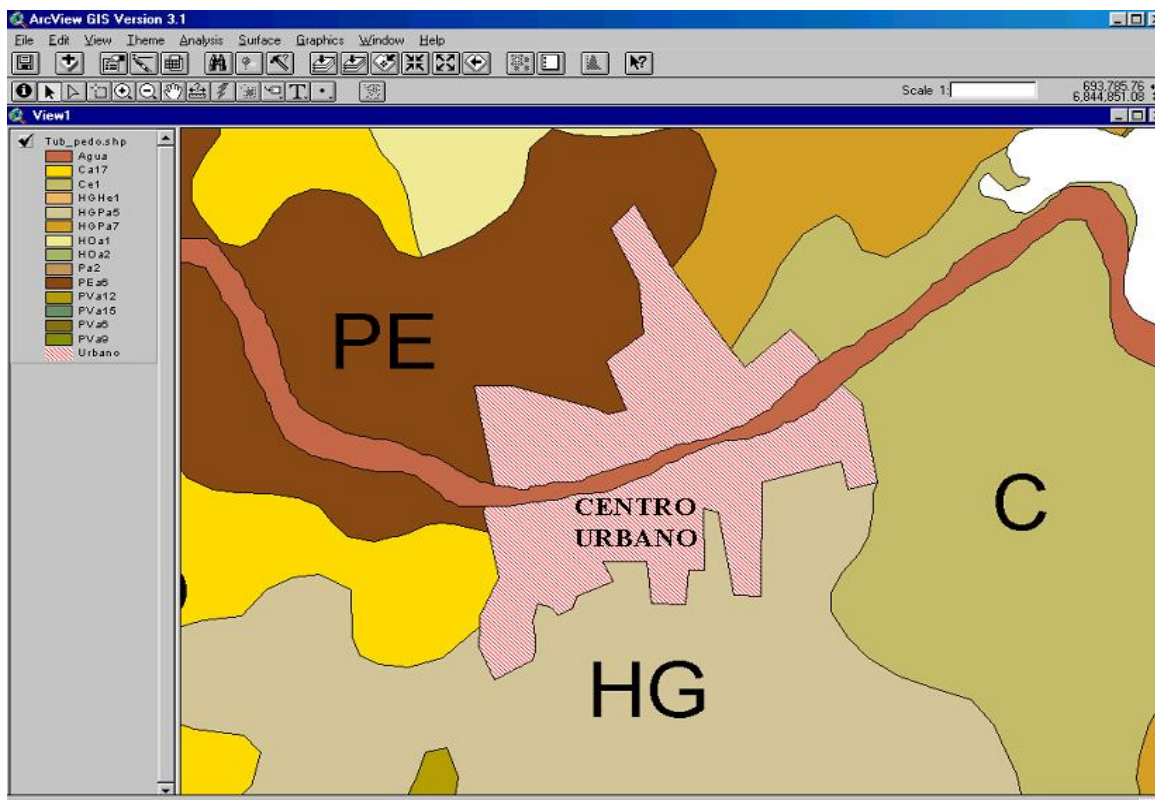 ArcView GIS Version 3.1
File Edit View Theme Analysis Surface Graphics Window Help
Scale 1:
693,785.76
6,844,851.08
View1
Tub_pedo.shp
Agua
Ca17
Ce1
HGHe1
HGPa5
HGPa7
HOa1
HOa2
Pa2
PEa6
PVa12
PVa15
PVa5
PVa9
Urbano
PE
CENTRO
URBANO
C
HG